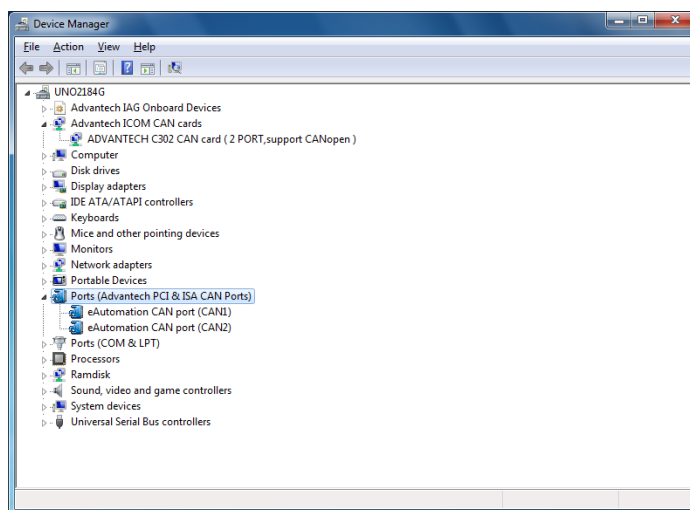 Device Manager
File Action View Help
UNO2184G
Advantech IAG Onboard Devices
Advantech ICOM CAN cards
ADVANTECH C302 CAN card ( 2 PORT,support CANopen )
Computer
Disk drives
Display adapters
IDE ATA/ATAPI controllers
Keyboards
Mice and other pointing devices
Monitors
Network adapters
Portable Devices
Ports (Advantech PCI & ISA CAN Ports)
eAutomation CAN port (CAN1)
eAutomation CAN port (CAN2)
Ports (COM & LPT)
Processors
Ramdisk
Sound, video and game controllers
System devices
Universal Serial Bus controllers